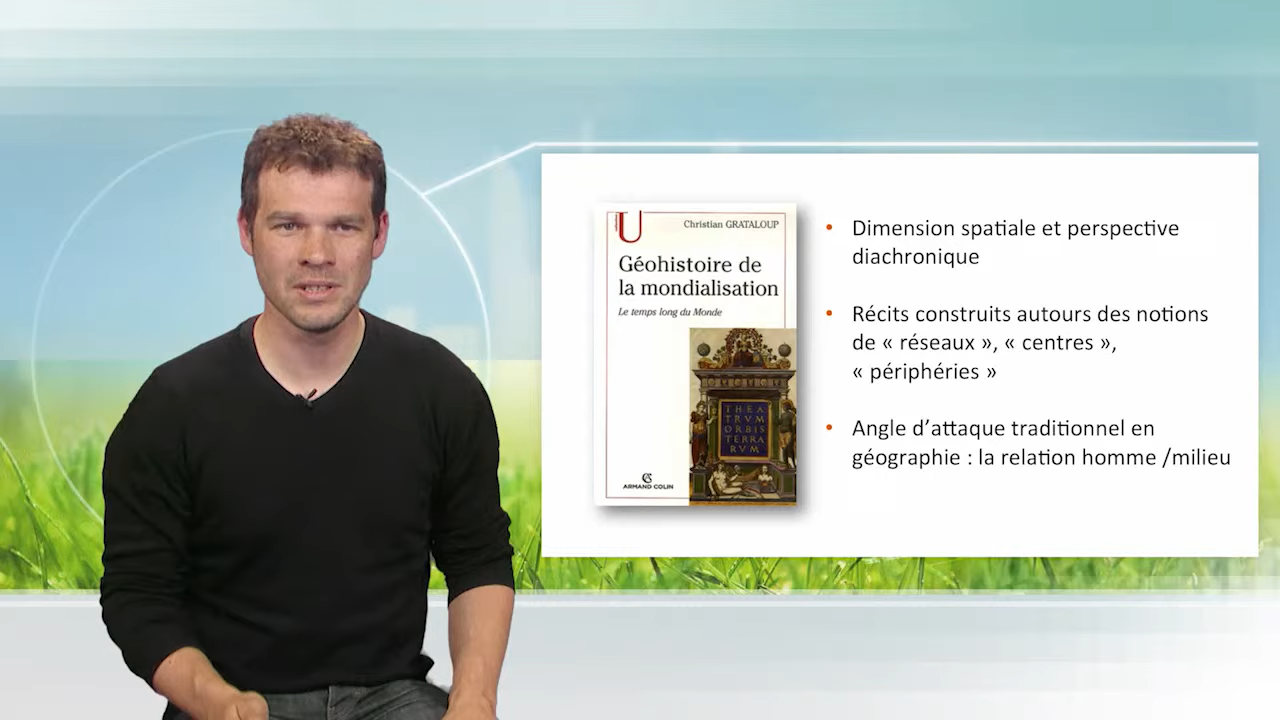 U
Christian GRATALOUP
Géohistoire de
la mondialisation
Le temps long du Monde
THEA
TRVM
ORBIS
TERRA
RVM
ARMAND COLIN
• Dimension spatiale et perspective
diachronique
• Récits construits autours des notions
de « réseaux », « centres »,
« périphéries »
• Angle d’attaque traditionnel en
géographie : la relation homme /milieu